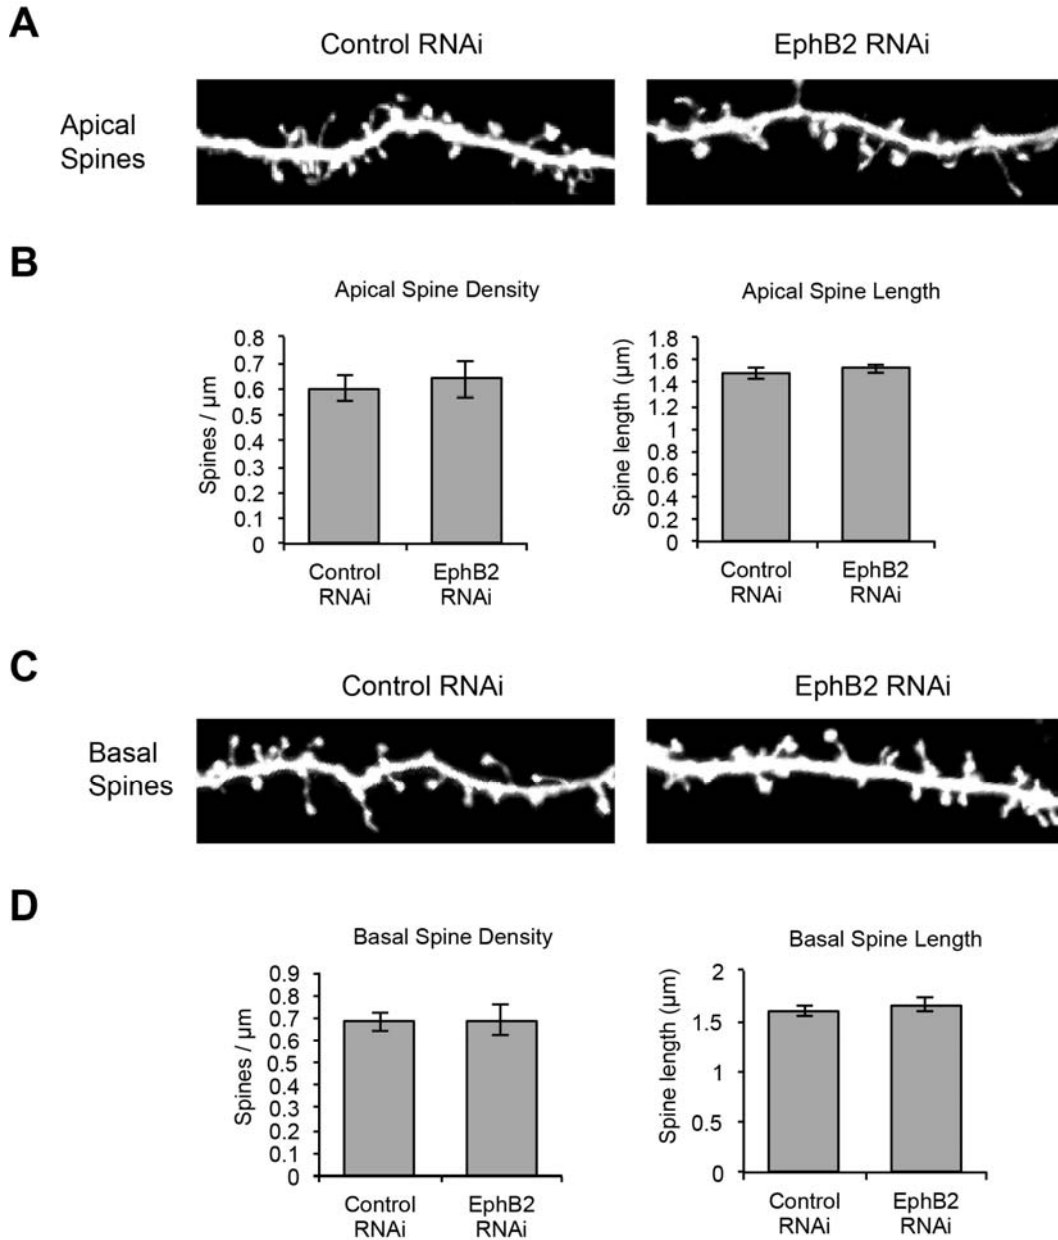 A
Control RNAi
EphB2 RNAi
Apical
Spines
B
Apical Spine Density
Spines / µm
0.8
0.7
0.6
0.5
0.4
0.3
0.2
0.1
0
Control
RNAi
EphB2
RNAi
Apical Spine Length
Spine length (µm)
1.8
1.6
1.4
1.2
1
0.8
0.6
0.4
0.2
0
Control
RNAi
EphB2
RNAi
C
Control RNAi
EphB2 RNAi
Basal
Spines
D
Basal Spine Density
Spines / µm
0.9
0.8
0.7
0.6
0.5
0.4
0.3
0.2
0.1
0
Control
RNAi
EphB2
RNAi
Basal Spine Length
Spine length (µm)
2
1.5
1
0.5
0
Control
RNAi
EphB2
RNAi